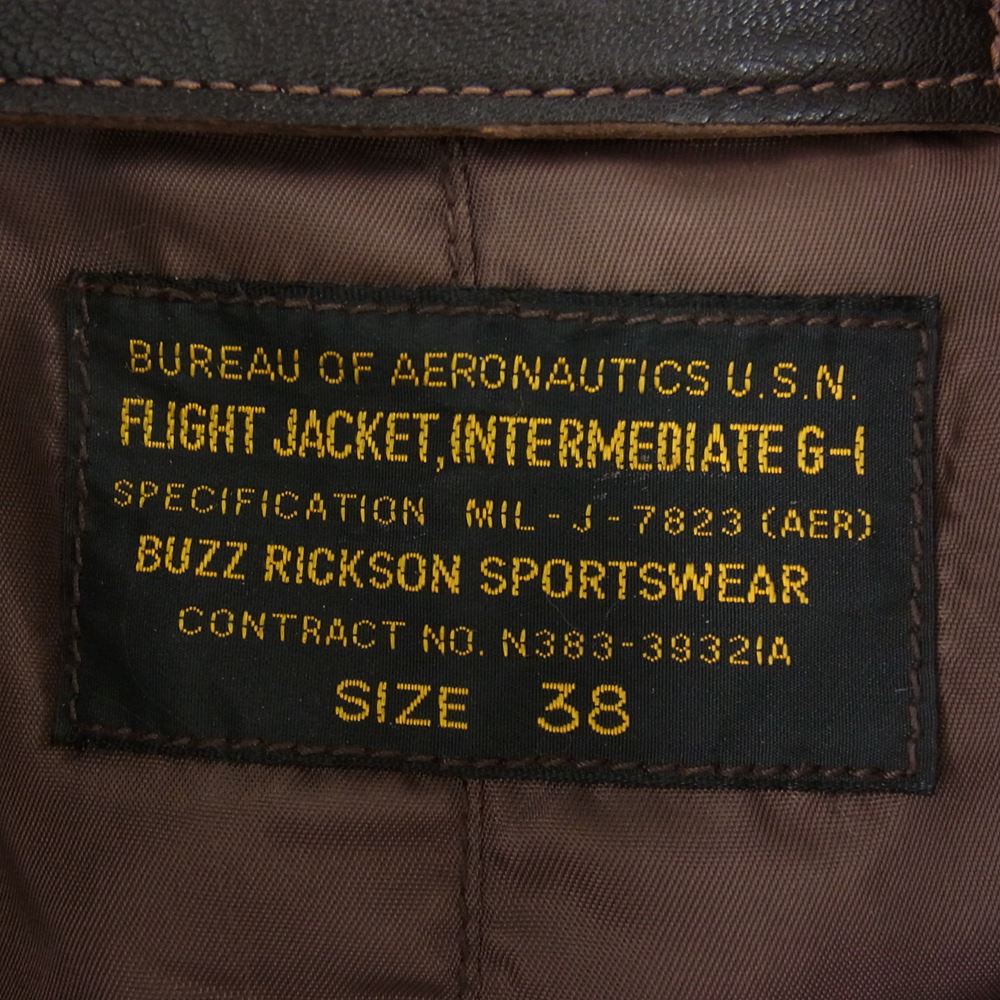 BUREAU OF AERONAUTICS U.S.N.
FLIGHT JACKET, INTERMEDIATE G-1
SPECIFICATION MIL-J-7823 (AER)
BUZZ RICKSON SPORTSWEAR
CONTRACT NO. N383-39321A
SIZE 38